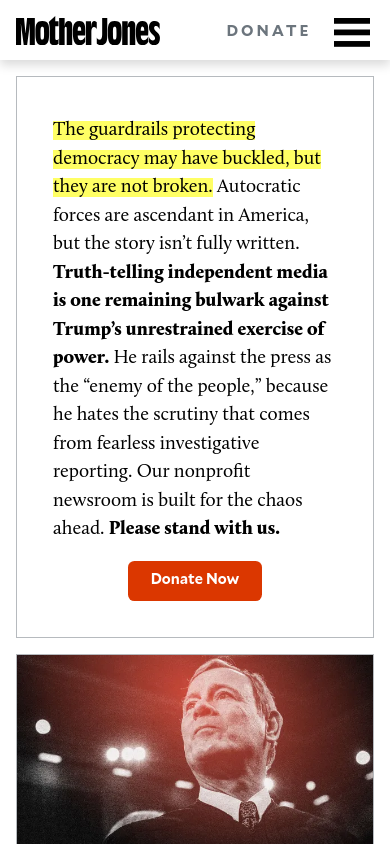 Mother Jones
DONATE
The guardrails protecting
democracy may have buckled, but
they are not broken. Autocratic
forces are ascendant in America,
but the story isn’t fully written.
Truth-telling independent media
is one remaining bulwark against
Trump’s unrestrained exercise of
power. He rails against the press as
the “enemy of the people,” because
he hates the scrutiny that comes
from fearless investigative
reporting. Our nonprofit
newsroom is built for the chaos
ahead. Please stand with us.
Donate Now